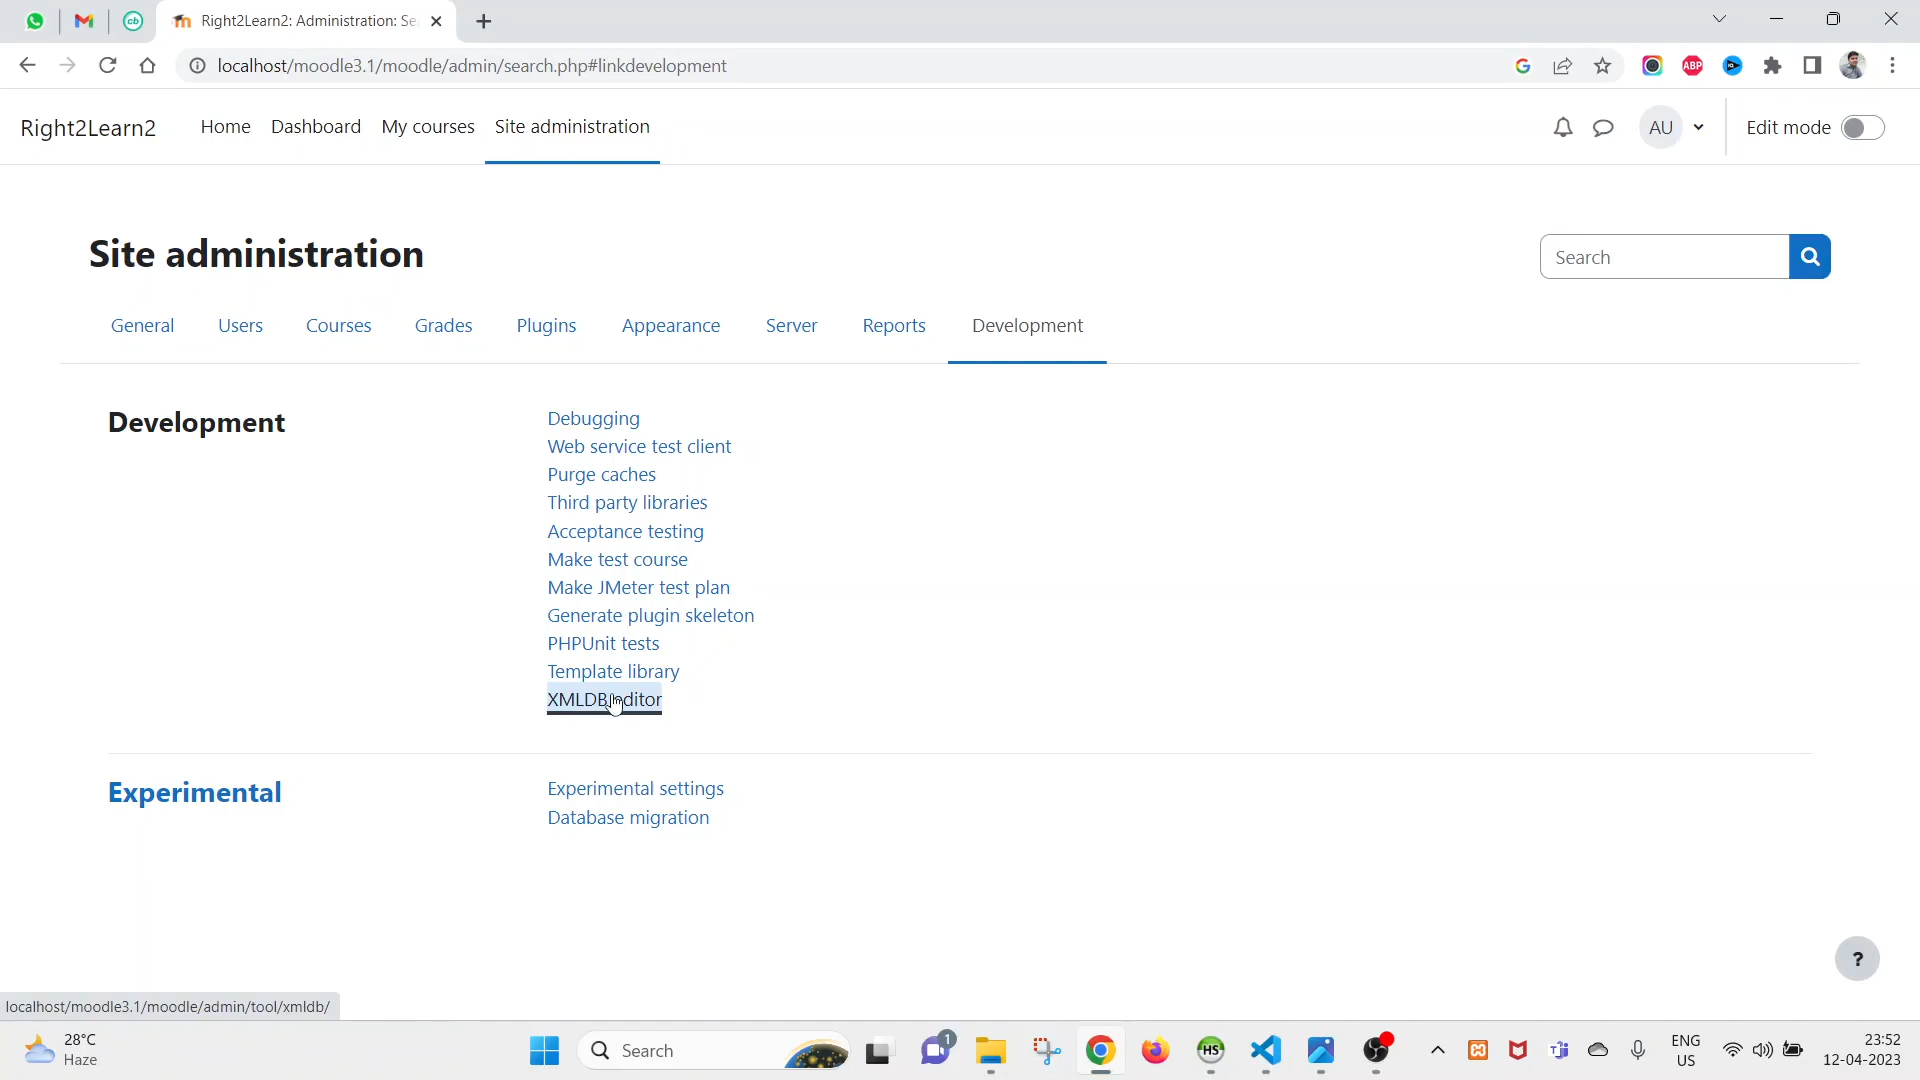 Right2Learn2: Administration: Se
localhost/moodle3.1/moodle/admin/search.php#linkdevelopment
ABP
Right2Learn2
Home
Dashboard
My courses
Site administration
AU
Edit mode
Site administration
Search
General
Users
Courses
Grades
Plugins
Appearance
Server
Reports
Development
Development
Debugging
Web service test client
Purge caches
Third party libraries
Acceptance testing
Make test course
Make JMeter test plan
Generate plugin skeleton
PHPUnit tests
Template library
XMLDB editor
Experimental
Experimental settings
Database migration
?
localhost/moodle3.1/moodle/admin/tool/xmldb/
28°C
Haze
Search
1
HS
ENG
US
23:52
12-04-2023